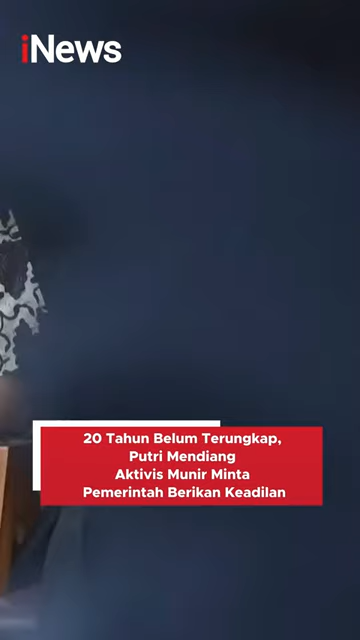 iNews
20 Tahun Belum Terungkap,
Putri Mendiang
Aktivis Munir Minta
Pemerintah Berikan Keadilan